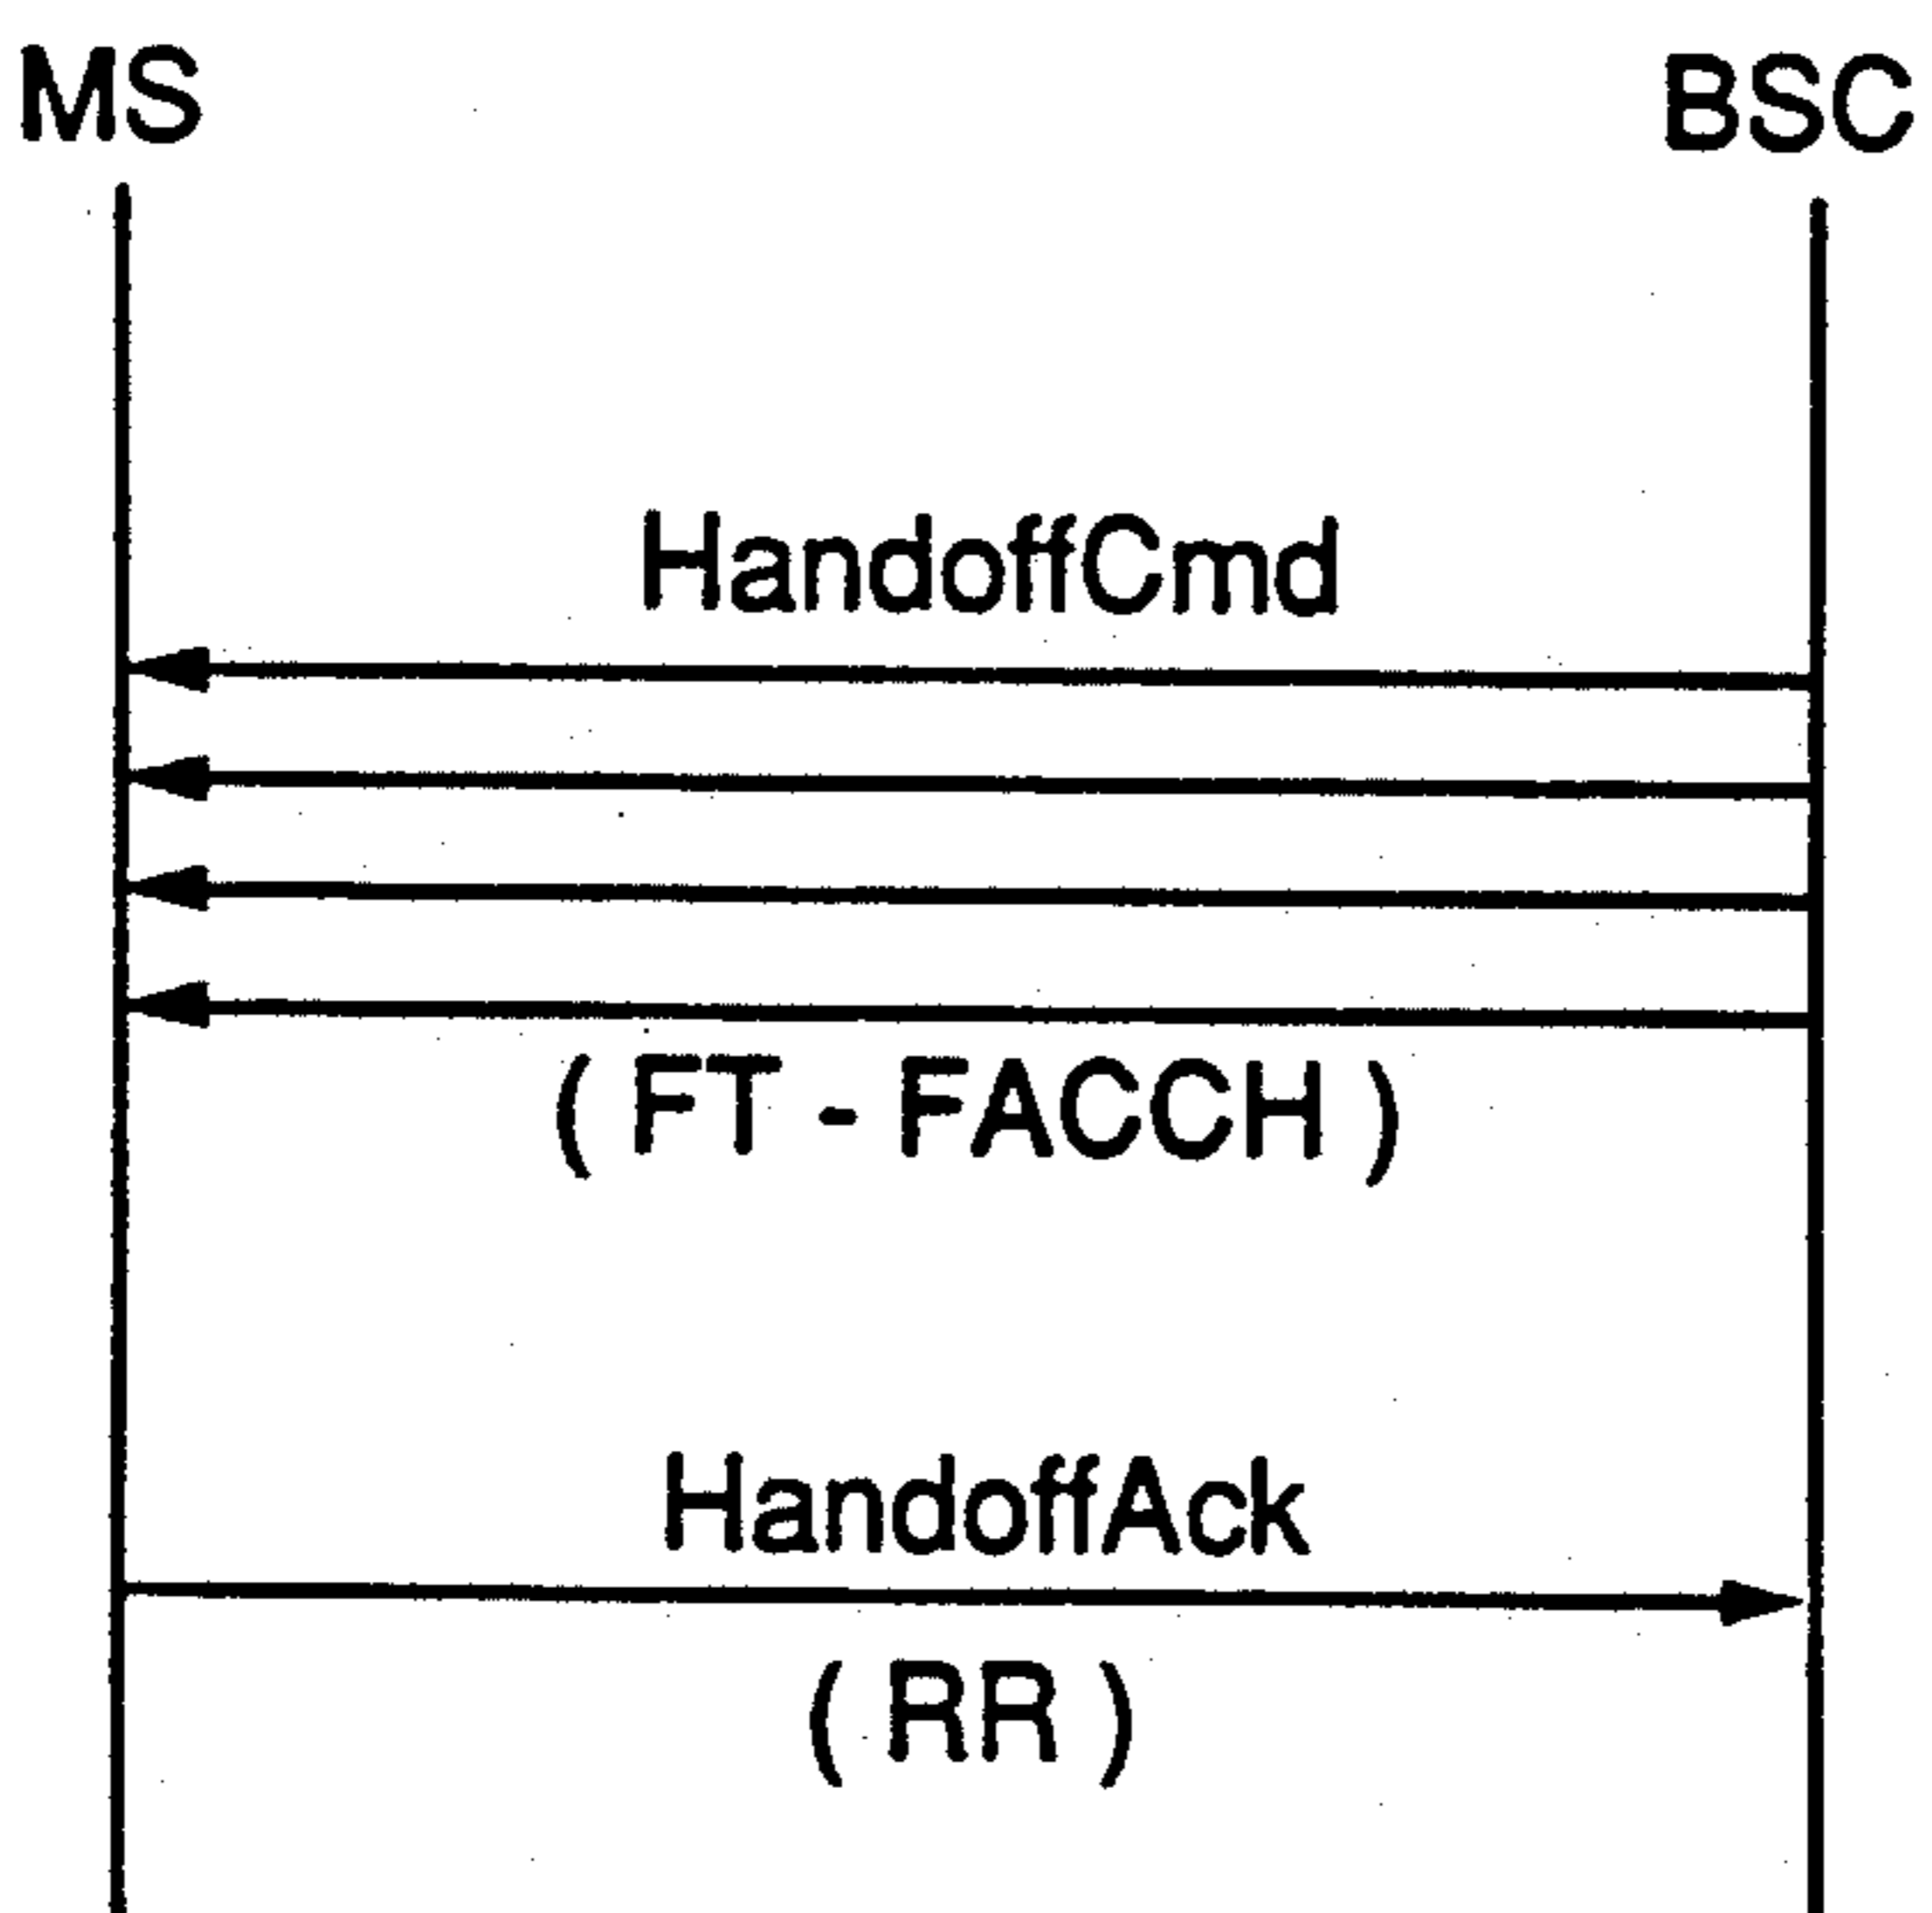 MS BSC
HandoffCmd
( FT - FACCH )
HandoffAck
( RR )